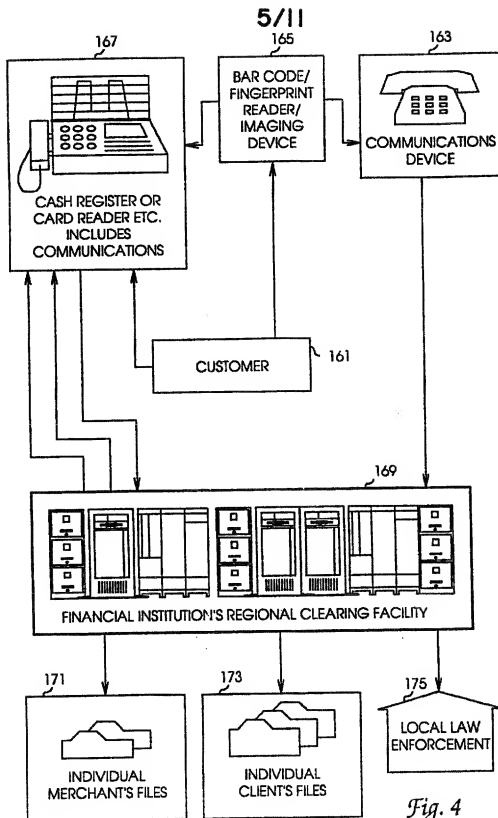 5/11
167
165
163
BAR CODE/
FINGERPRINT
READER/
IMAGING
DEVICE
COMMUNICATIONS
DEVICE
CASH REGISTER OR
CARD READER ETC.
INCLUDES
COMMUNICATIONS
CUSTOMER
161
169
FINANCIAL INSTITUTION'S REGIONAL CLEARING FACILITY
171
173
175
INDIVIDUAL
MERCHANT'S FILES
INDIVIDUAL
CLIENT'S FILES
LOCAL LAW
ENFORCEMENT
Fig. 4